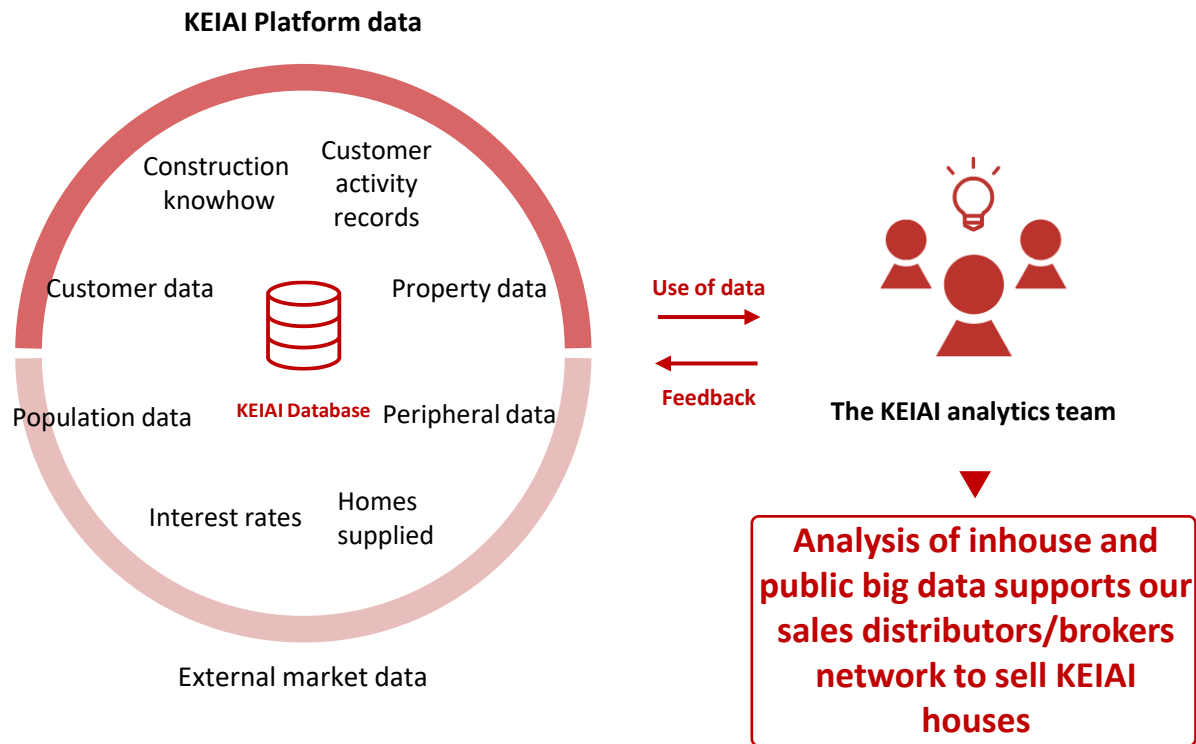 KEIAI Platform data
Construction
knowhow
Customer
activity
records
Customer data
Property data
KEIAI Database
Population data
Peripheral data
Interest rates
Homes
supplied
External market data
Use of data
Feedback
The KEIAI analytics team
Analysis of inhouse and
public big data supports our
sales distributors/brokers
network to sell KEIAI
houses